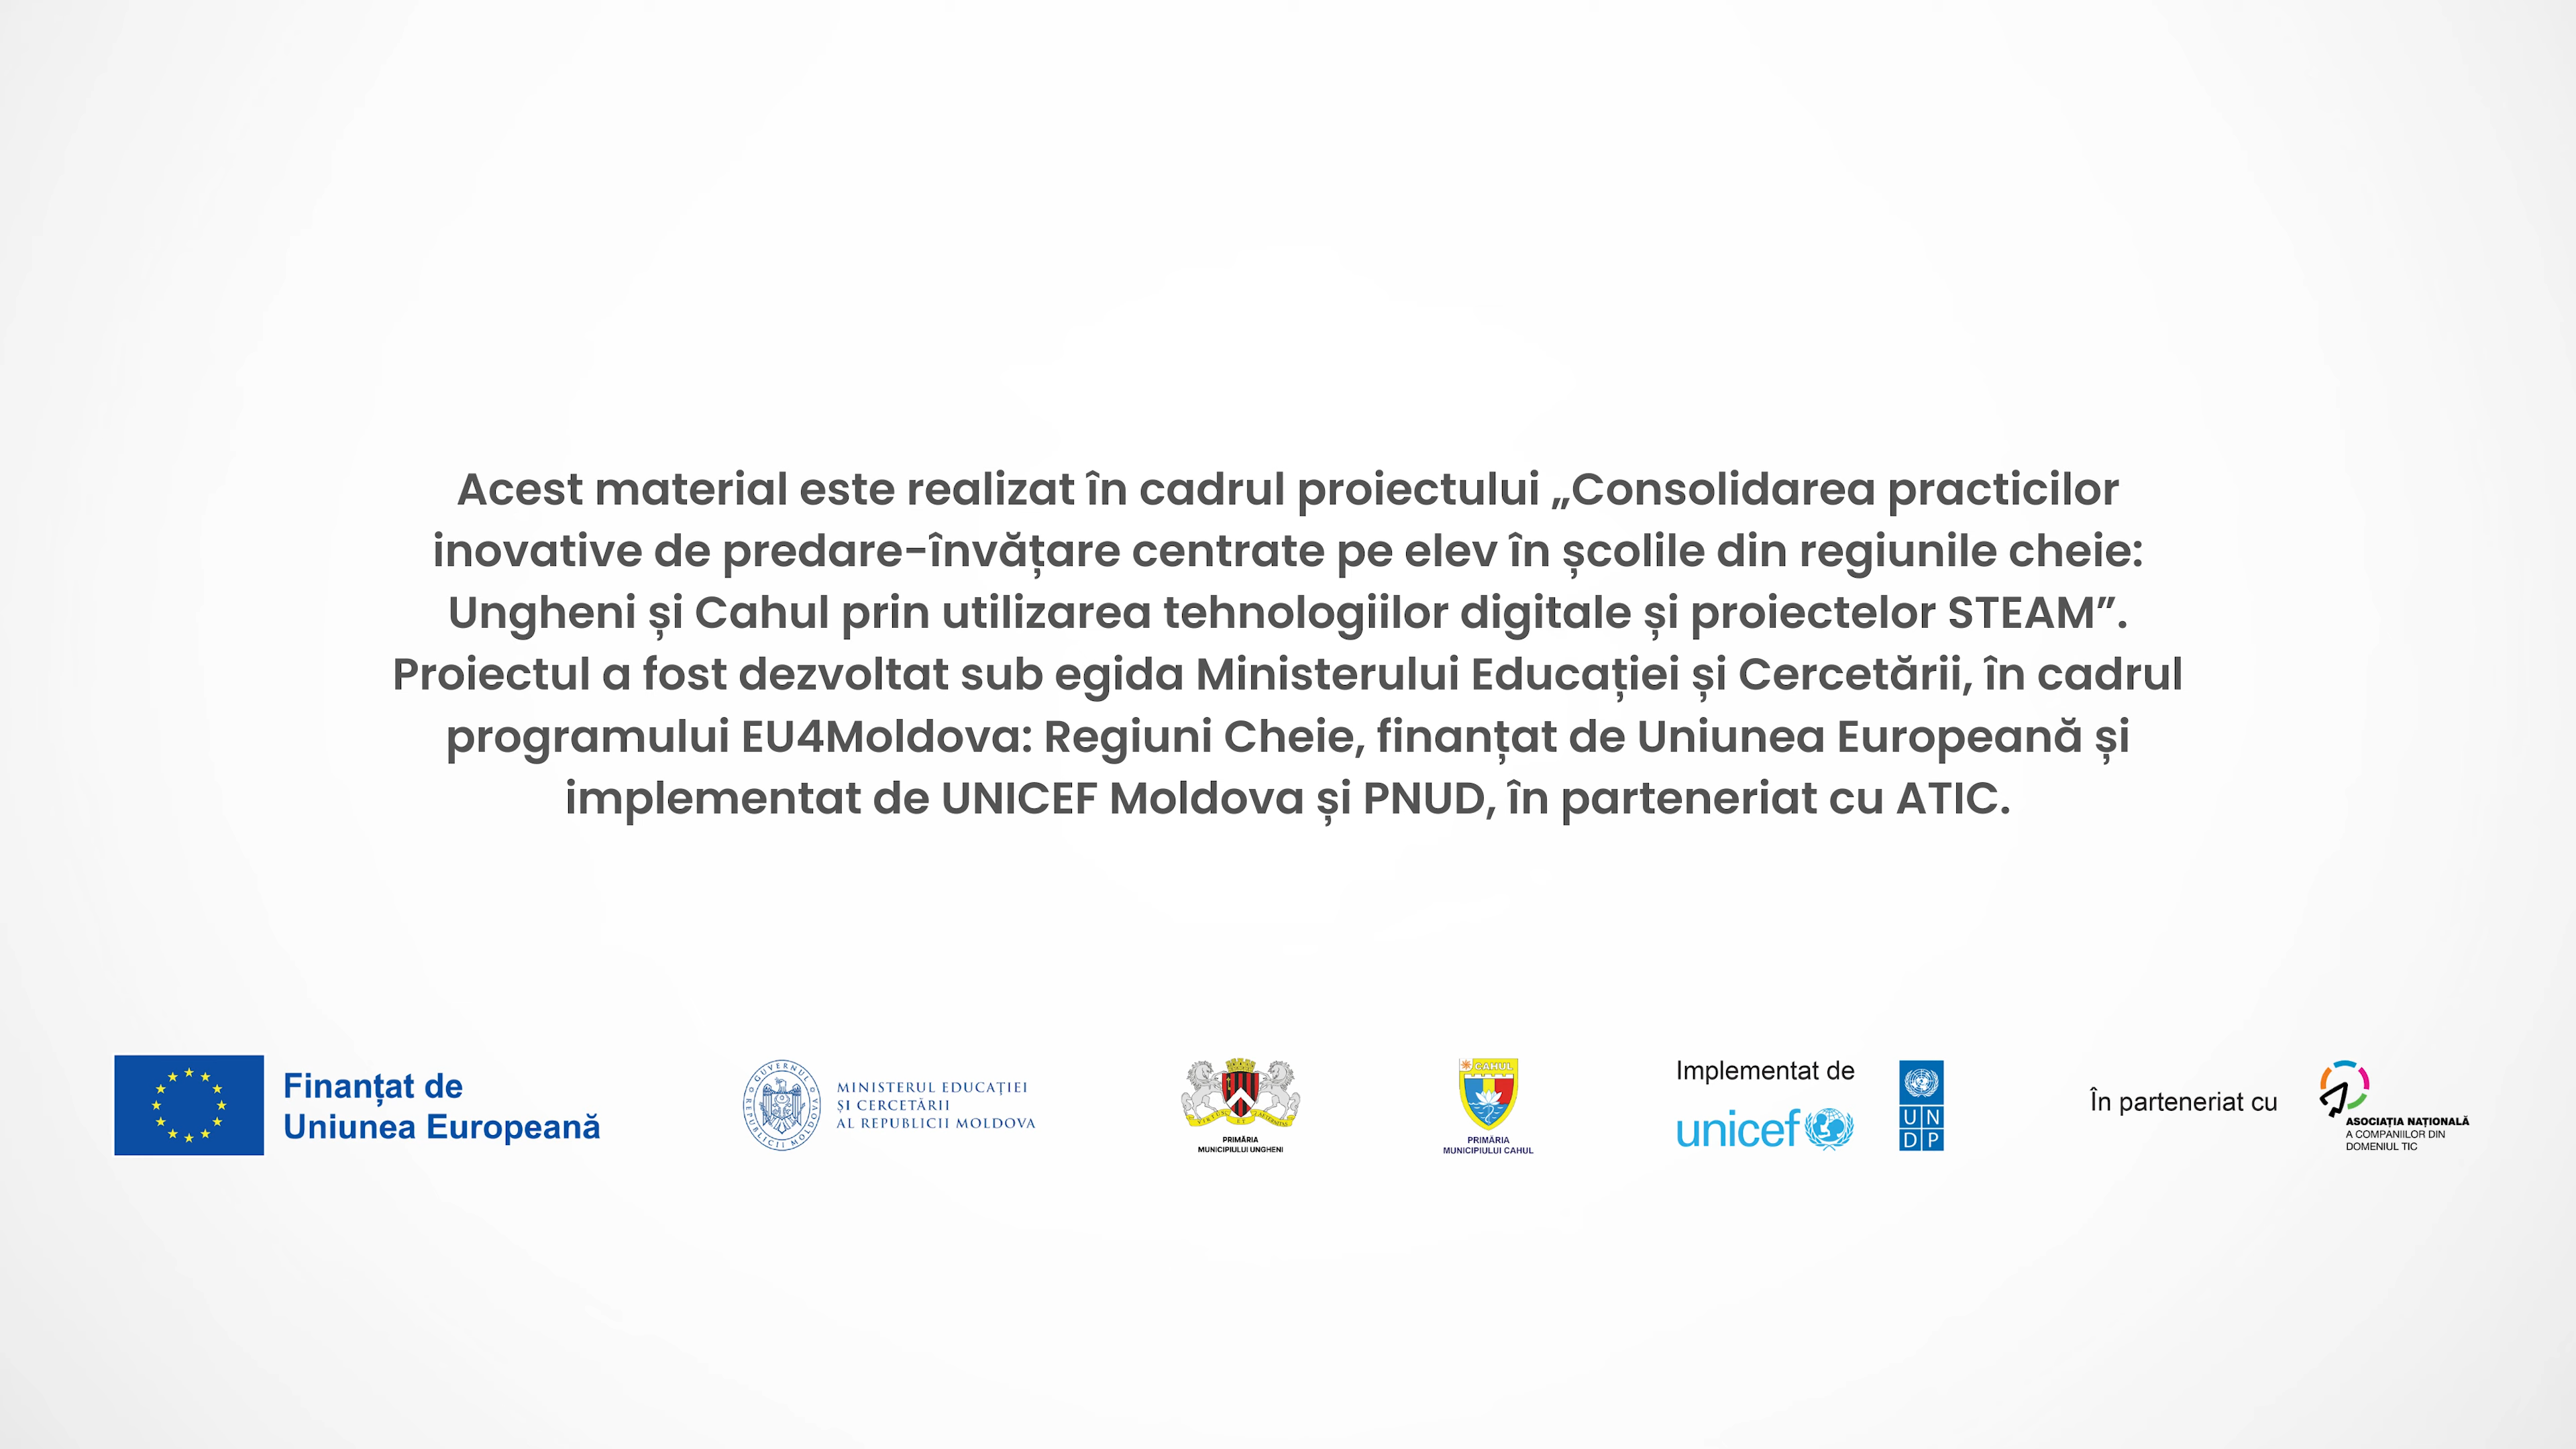 Acest material este realizat în cadrul proiectului „Consolidarea practicilor
inovative de predare-învățare centrate pe elev în școlile din regiunile cheie:
Ungheni și Cahul prin utilizarea tehnologiilor digitale și proiectelor STEAM”.
Proiectul a fost dezvoltat sub egida Ministerului Educației și Cercetării, în cadrul
programului EU4Moldova: Regiuni Cheie, finanțat de Uniunea Europeană și
implementat de UNICEF Moldova și PNUD, în parteneriat cu ATIC.
Finanțat de
Uniunea Europeană
GUVERNUL REPUBLICII MOLDOVA
MINISTERUL EDUCAȚIEI
ȘI CERCETĂRII
AL REPUBLICII MOLDOVA
PRIMĂRIA
MUNICIPIULUI UNGHENI
CAHUL
PRIMĂRIA
MUNICIPIULUI CAHUL
Implementat de
unicef
U N
D P
În parteneriat cu
ASOCIAȚIA NAȚIONALĂ
A COMPANIILOR DIN
DOMENIUL TIC